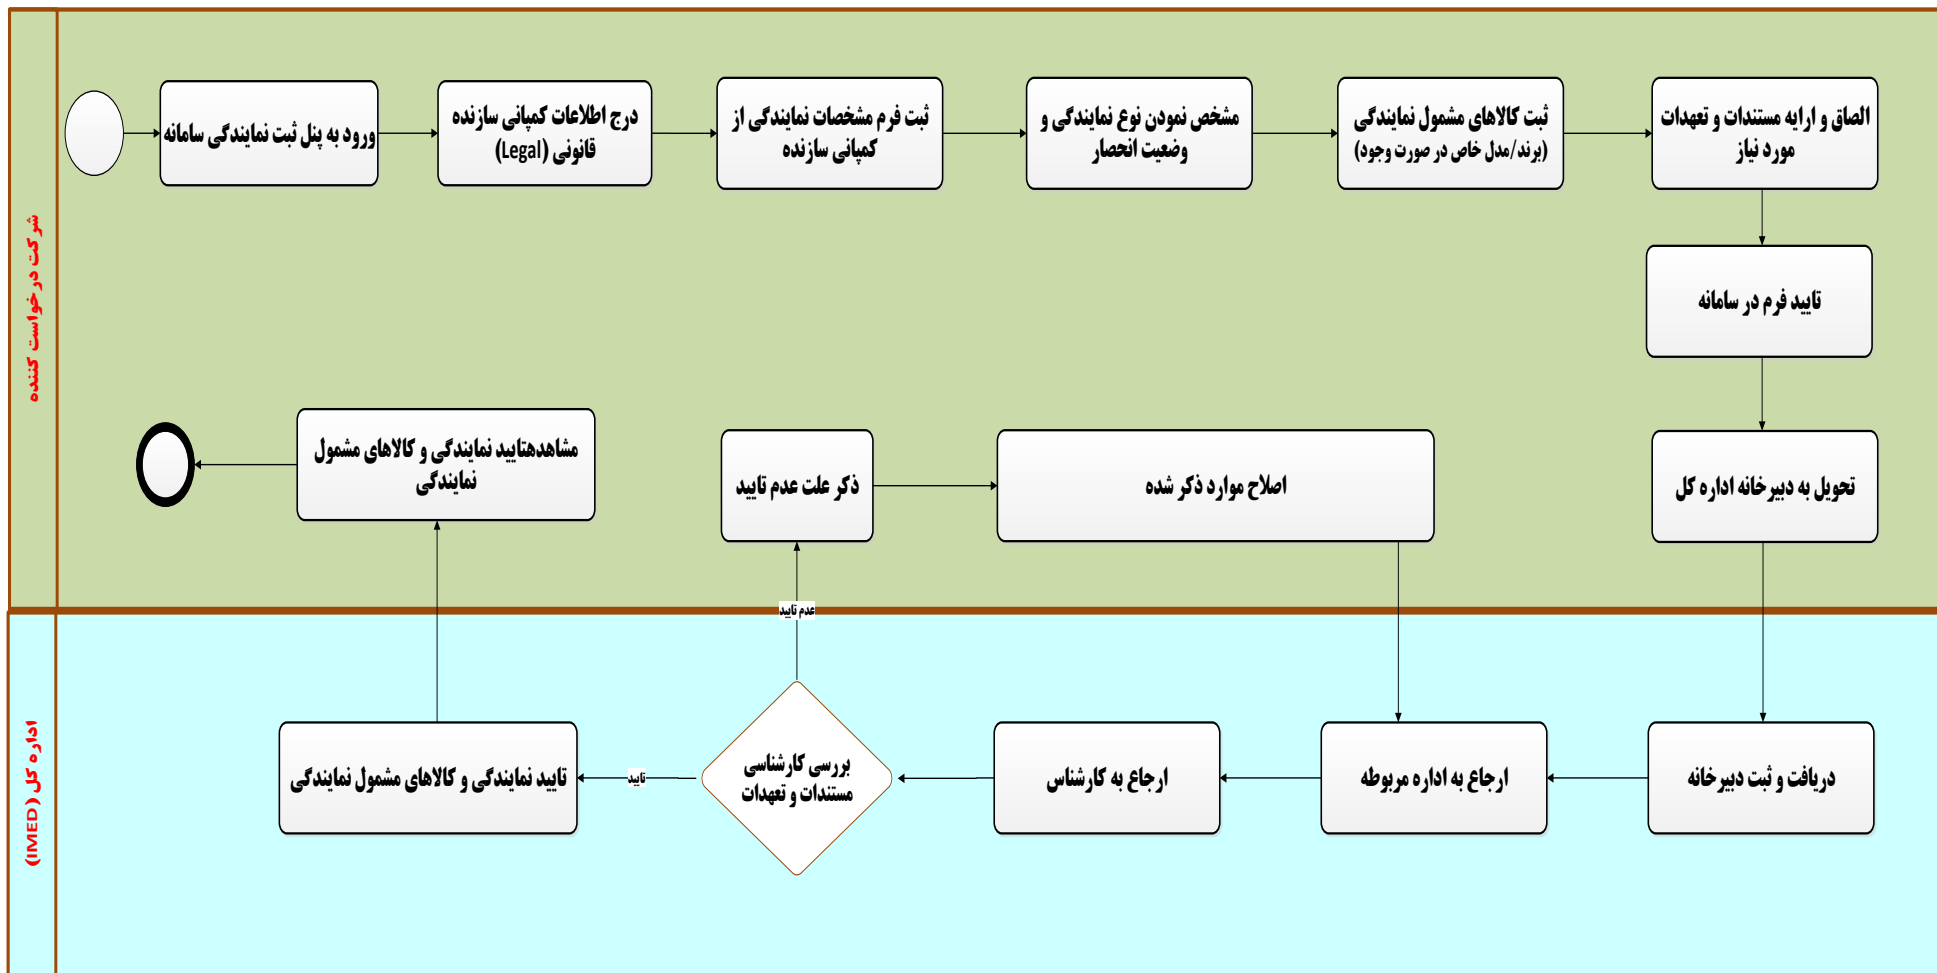 شرکت درخواست کننده
ورود به پنل ثبت نمایندگی سامانه
درج اطلاعات کمپانی سازنده
قانونی (Legal)
ثبت فرم مشخصات نمایندگی از
کمپانی سازنده
مشخص نمودن نوع نمایندگی و
وضعیت انحصار
ثبت کالاهای مشمول نمایندگی
(برند/مدل خاص در صورت وجود)
الصاق و ارایه مستندات و تعهدات
مورد نیاز
تایید فرم در سامانه
تحویل به دبیرخانه اداره کل
اصلاح موارد ذکر شده
ذکر علت عدم تایید
مشاهدهتایید نمایندگی و کالاهای مشمول
نمایندگی
عدم تایید
اداره کل (IMED)
دریافت و ثبت دبیرخانه
ارجاع به اداره مربوطه
ارجاع به کارشناس
بررسی کارشناسی
مستندات و تعهدات
تایید
تایید نمایندگی و کالاهای مشمول نمایندگی